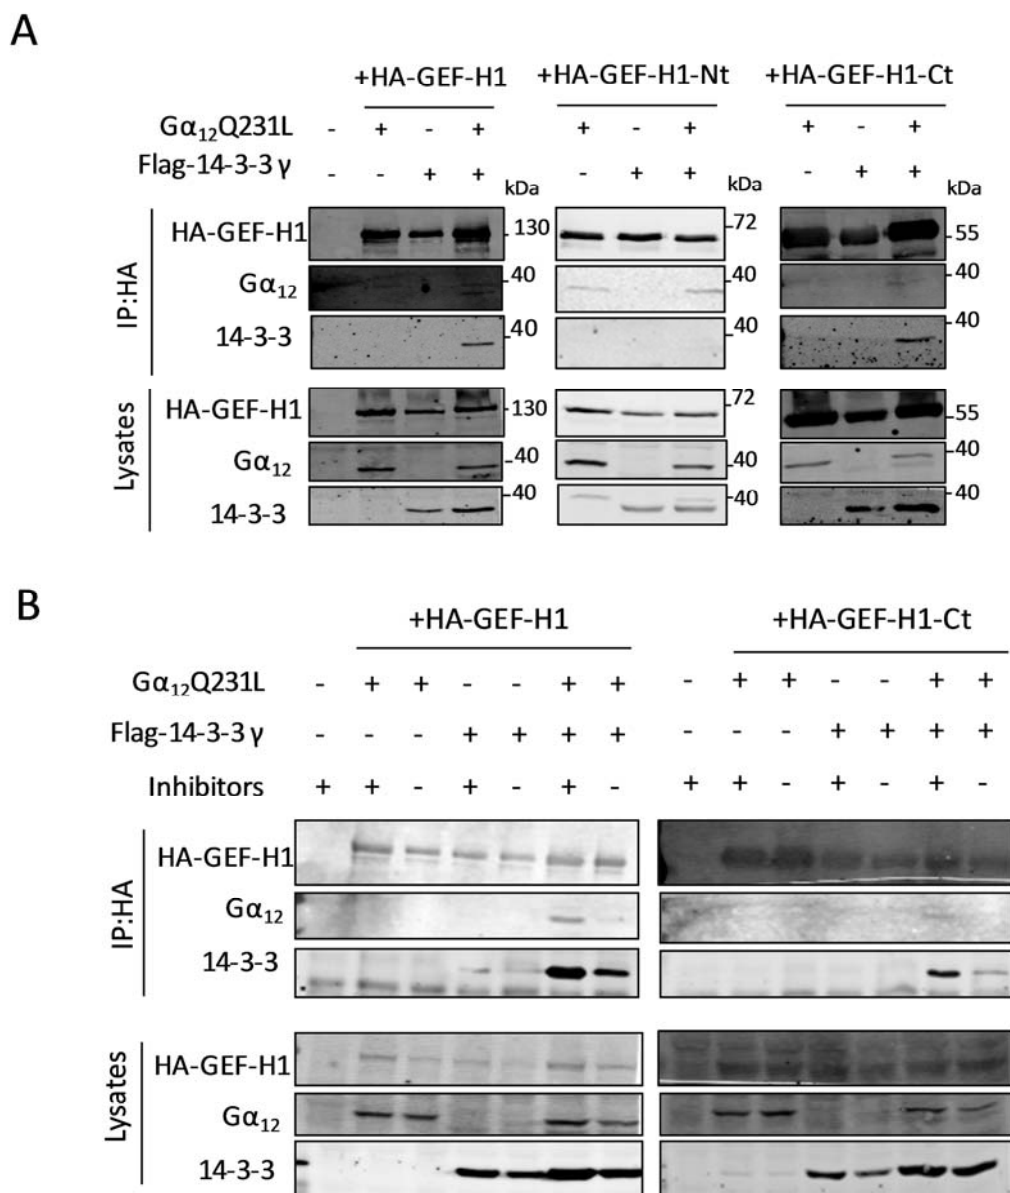 A
+HA-GEF-H1 +HA-GEF-H1-Nt +HA-GEF-H1-Ct
Gα₁₂Q231L - + - + + - + + - +
Flag-14-3-3 γ - - + + - + + - + +
kDa kDa kDa
IP:HA
HA-GEF-H1 130 72 55
Gα₁₂ 40 40 40
14-3-3 40 40 40
Lysates
HA-GEF-H1 130 72 55
Gα₁₂ 40 40 40
14-3-3 40 40 40
B
+HA-GEF-H1 +HA-GEF-H1-Ct
Gα₁₂Q231L - + + - - + + - + + - - + +
Flag-14-3-3 γ - - - + + + + - - - + + + +
Inhibitors + + - + - + - + + - + - + -
IP:HA
HA-GEF-H1
Gα₁₂
14-3-3
Lysates
HA-GEF-H1
Gα₁₂
14-3-3